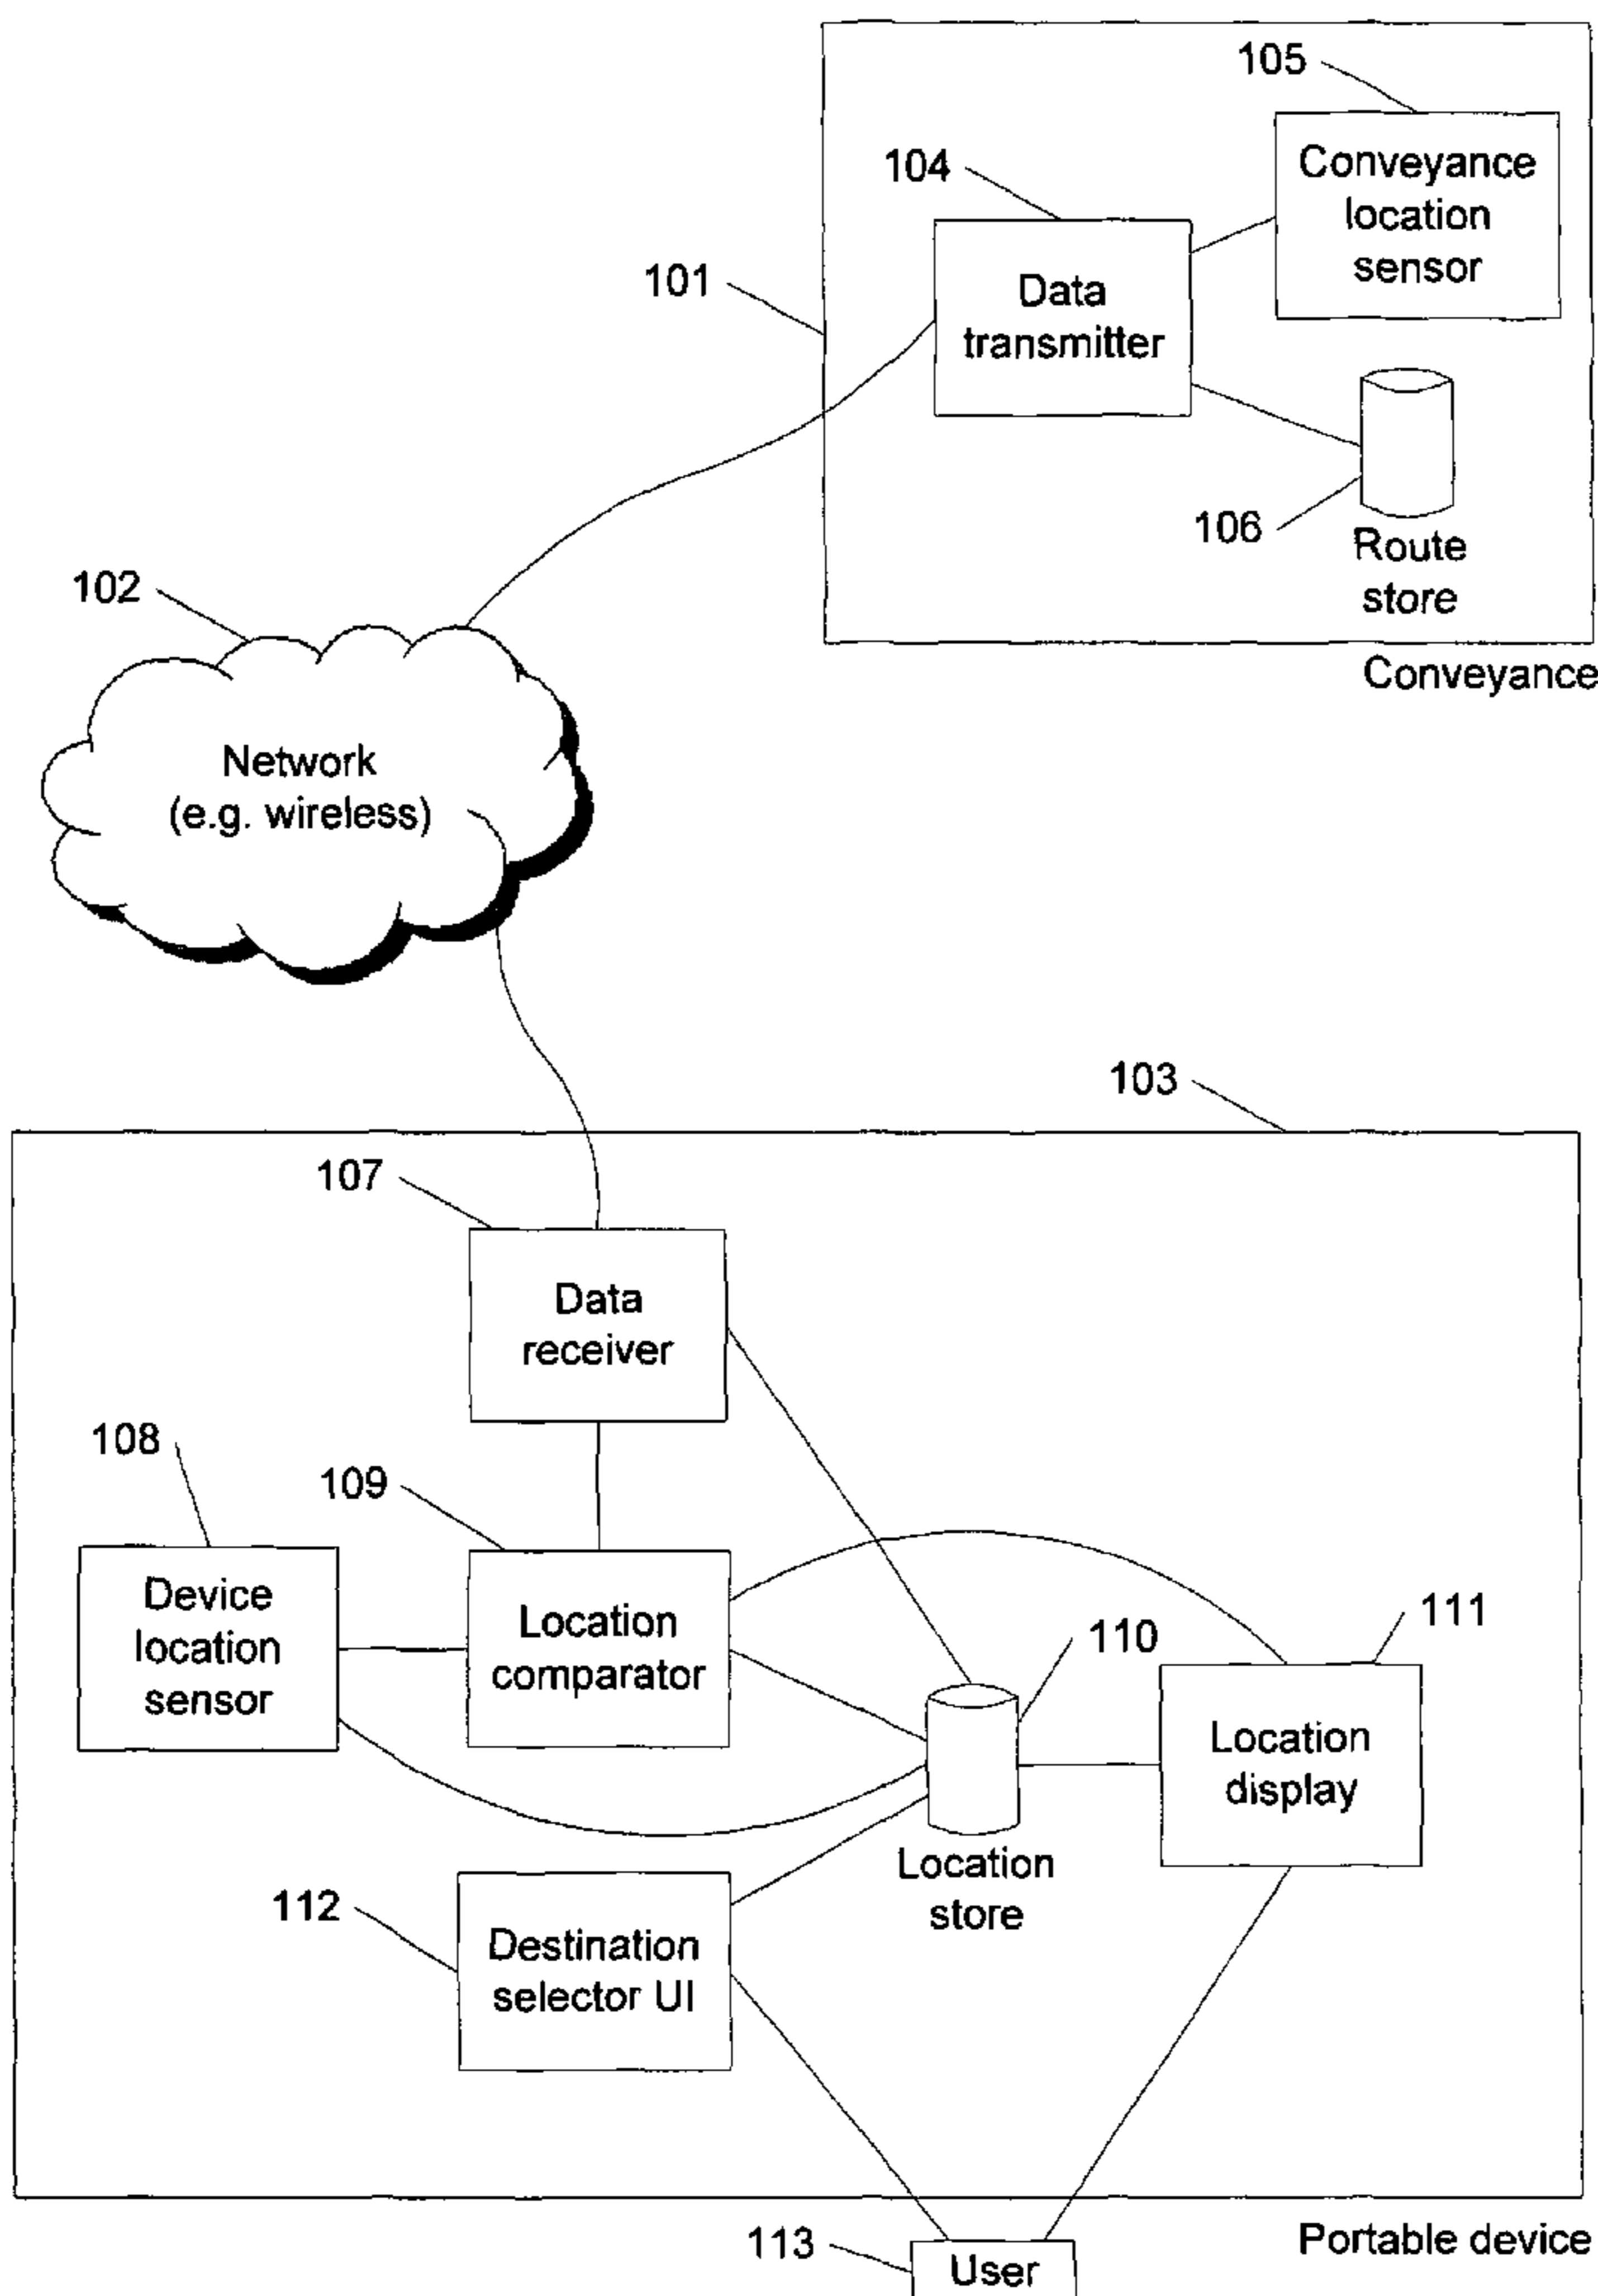 105
Conveyance
location
sensor
104
Data
transmitter
101
106
Route
store
Conveyance
102
Network
(e.g. wireless)
103
107
Data
receiver
108
Device
location
sensor
109
Location
comparator
110
Location
store
111
Location
display
112
Destination
selector UI
Portable device
113
User